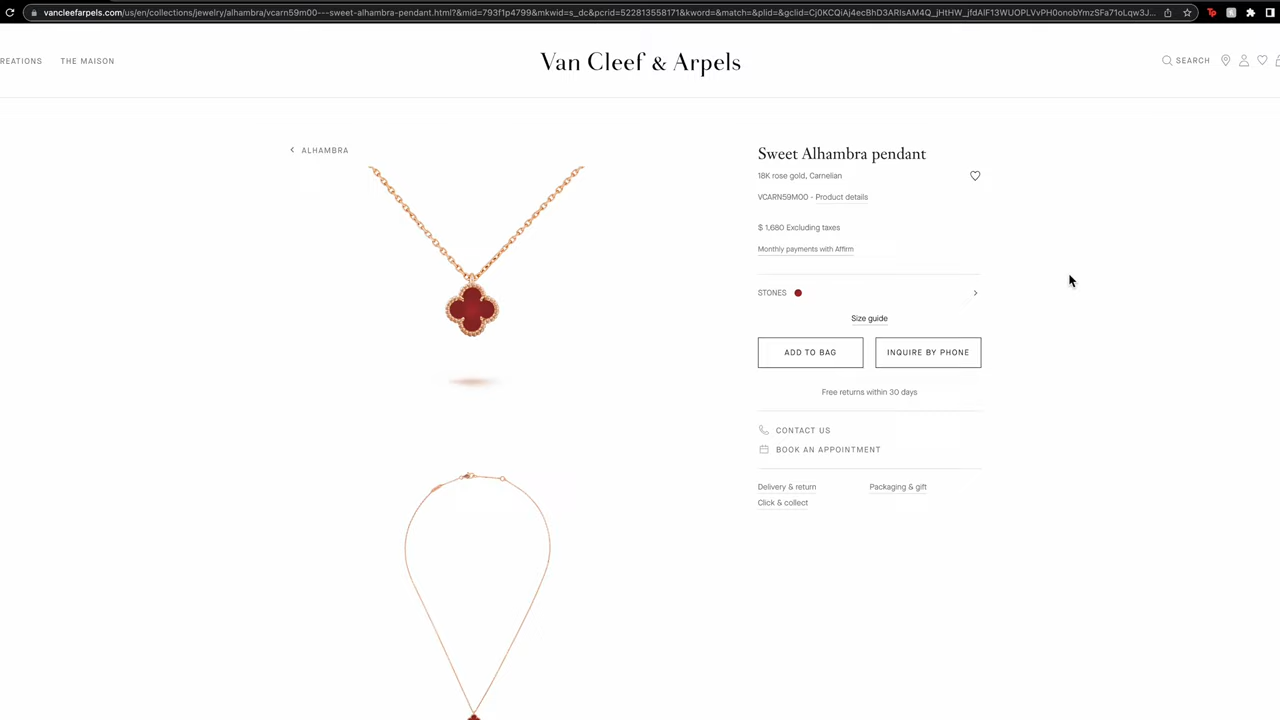 vancleefarpels.com/us/en/collections/jewelry/alhambra/vcarn59m00---sweet-alhambra-pendant.html?&mid=793f1p4799&mkwid=s_dc&pcrid=522813558171&kword=&match=&plid=&gclid=Cj0KCQiAj4ecBhD3ARIsAM4Q_jHtHW_jfdAIF13WUOPLVvPH0onobYmzSFa71oLqw3J...
REATIONS THE MAISON
Van Cleef & Arpels
SEARCH
ALHAMBRA
Sweet Alhambra pendant
18K rose gold, Carnelian
VCARN59M00 - Product details
$ 1,680 Excluding taxes
Monthly payments with Affirm
STONES
Size guide
ADD TO BAG INQUIRE BY PHONE
Free returns within 30 days
CONTACT US
BOOK AN APPOINTMENT
Delivery & return Packaging & gift
Click & collect